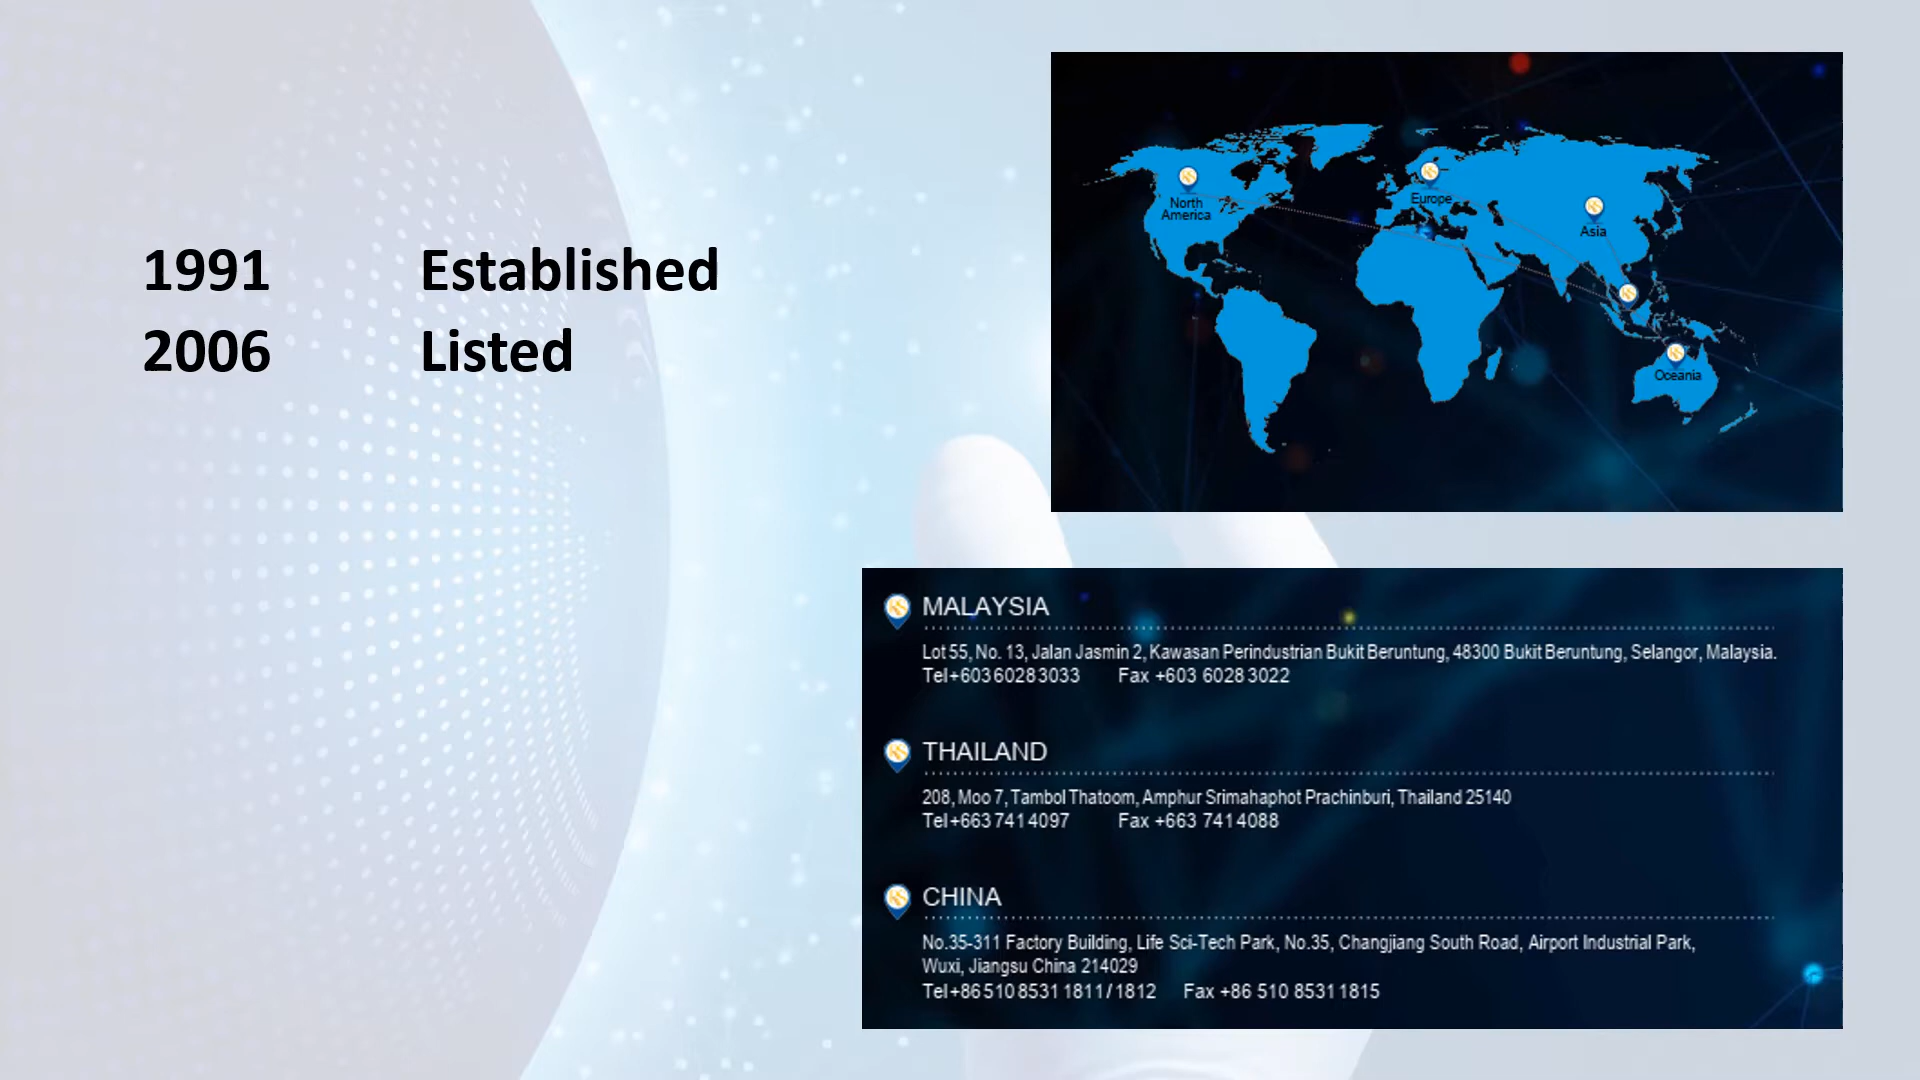 1991 Established
2006 Listed
North
America
Europe
Asia
Oceania
MALAYSIA
Lot 55, No. 13, Jalan Jasmin 2, Kawasan Perindustrian Bukit Beruntung, 48300 Bukit Beruntung, Selangor, Malaysia.
Tel +603 6028 3033 Fax +603 6028 3022
THAILAND
208, Moo 7, Tambol Thatoom, Amphur Srimahaphot Prachinburi, Thailand 25140
Tel +663 741 4097 Fax +663 741 4088
CHINA
No.35-311 Factory Building, Life Sci-Tech Park, No.35, Changjiang South Road, Airport Industrial Park,
Wuxi, Jiangsu China 214029
Tel +86 510 8531 1811 / 1812 Fax +86 510 8531 1815